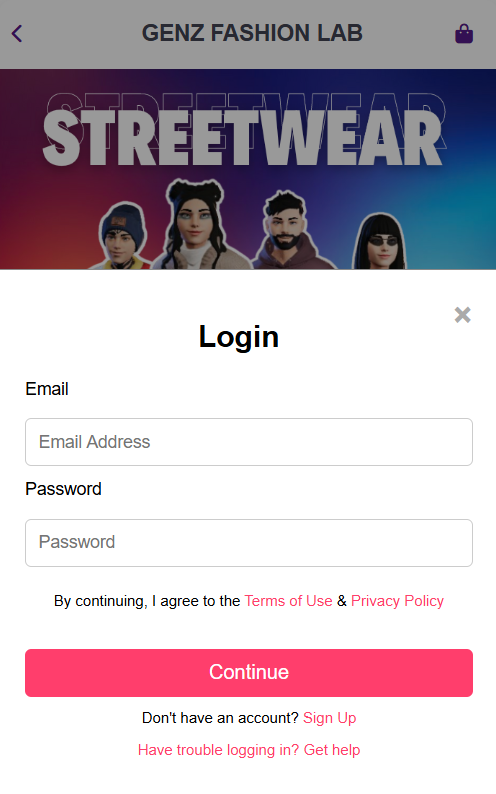 GENZ FASHION LAB
STREETWEAR
Login
Email
Email Address
Password
Password
By continuing, I agree to the Terms of Use & Privacy Policy
Continue
Don't have an account? Sign Up
Have trouble logging in? Get help